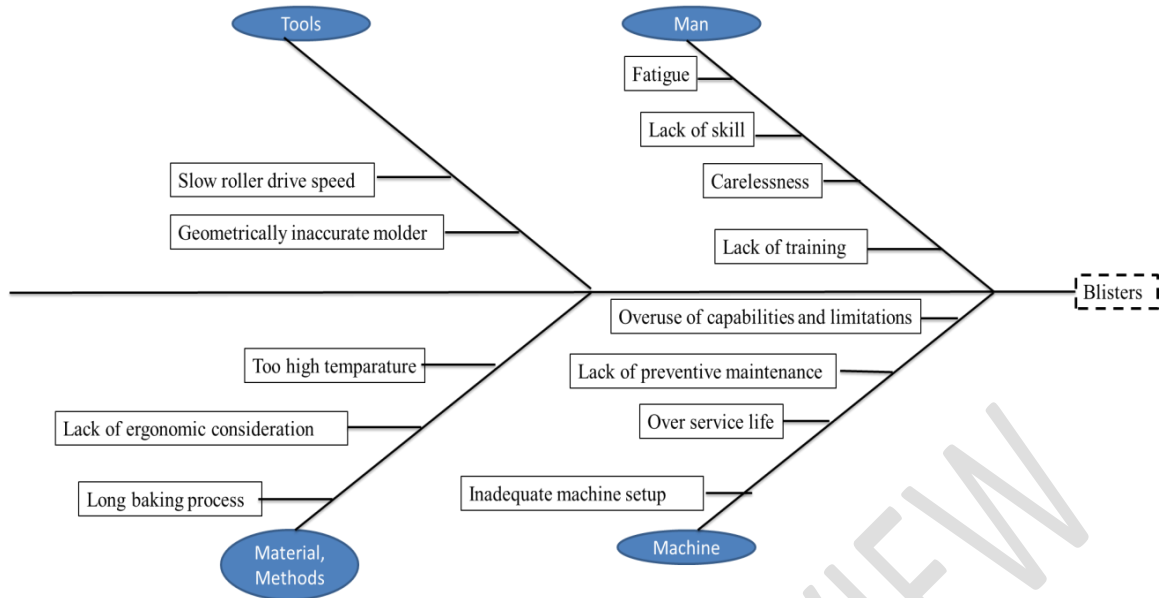 Tools
Man
Fatigue
Lack of skill
Slow roller drive speed
Carelessness
Geometrically inaccurate molder
Lack of training
Blisters
Overuse of capabilities and limitations
Too high temparature
Lack of preventive maintenance
Lack of ergonomic consideration
Over service life
Long baking process
Inadequate machine setup
Material,
Methods
Machine
VIEW